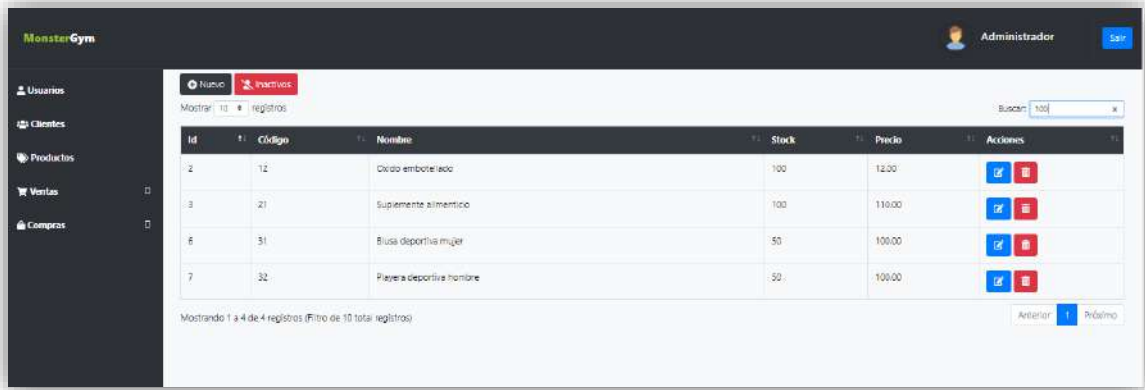 MonsterGym
Administrador
Salir
Usuarios
Clientes
Productos
Ventas
Compras
Nuevo
Inactivos
Mostrar 10 registros
Buscar: 100
Id Código Nombre Stock Precio Acciones
2 12 Oxido embotellado 100 12.00
3 21 Suplemente alimenticio 100 110.00
6 31 Blusa deportiva mujer 50 100.00
7 32 Playera deportiva hombre 50 100.00
Mostrando 1 a 4 de 4 registros (Filtro de 10 total registros)
Anterior 1 Próximo